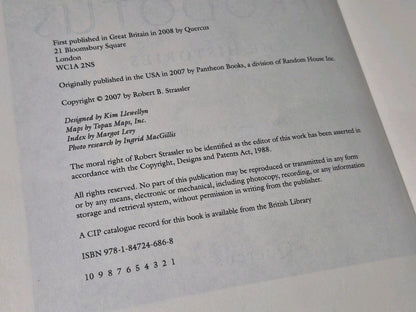 First published in Great Britain in 2008 by Quercus
21 Bloomsbury Square
London
WC1A 2NS
Originally published in the USA in 2007 by Pantheon Books, a division of Random House Inc.
Copyright © 2007 by Robert B. Strassler
Designed by Kim Llewellyn
Maps by Topaz Maps, Inc.
Index by Margot Levy
Photo research by Ingrid MacGillis
The moral right of Robert Strassler to be identified as the editor of this work has been asserted in
accordance with the Copyright, Designs and Patents Act, 1988.
All rights reserved. No part of this publication may be reproduced or transmitted in any form
or by any means, electronic or mechanical, including photocopy, recording, or any information
storage and retrieval system, without permission in writing from the publisher.
A CIP catalogue record for this book is available from the British Library
ISBN 978-1-84724-686-8
10 9 8 7 6 5 4 3 2 1